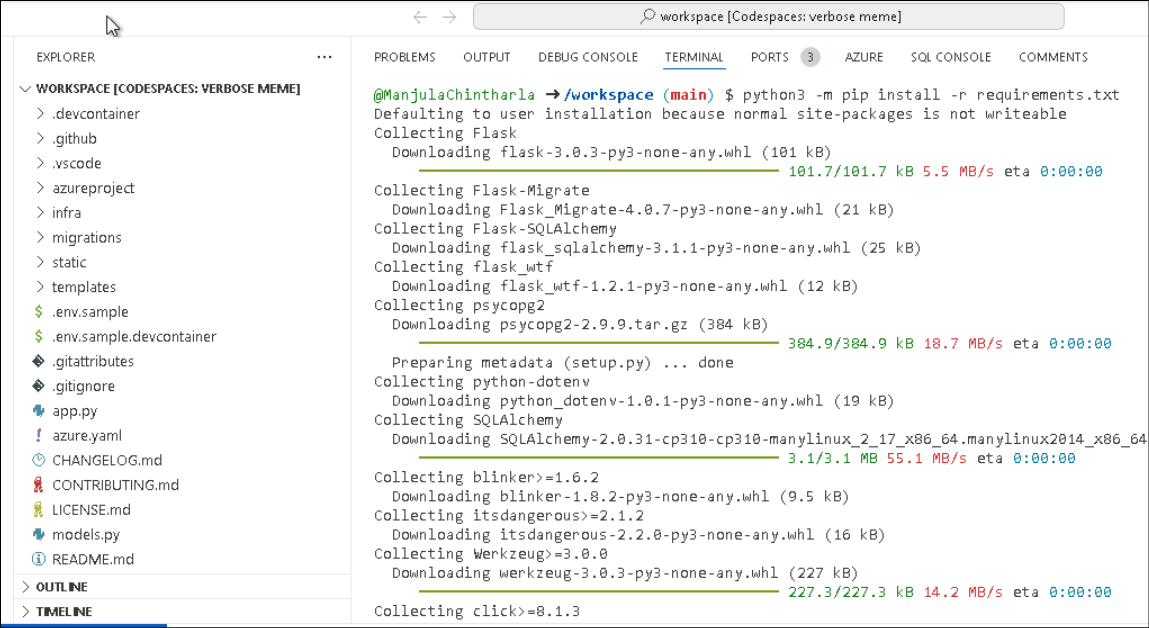 workspace [Codespaces: verbose meme]
EXPLORER
WORKSPACE [CODESPACES: VERBOSE MEME]
.devcontainer
.github
.vscode
azureproject
infra
migrations
static
templates
.env.sample
.env.sample.devcontainer
.gitattributes
.gitignore
app.py
azure.yaml
CHANGELOG.md
CONTRIBUTING.md
LICENSE.md
models.py
README.md
OUTLINE
TIMELINE
PROBLEMS OUTPUT DEBUG CONSOLE TERMINAL PORTS 3 AZURE SQL CONSOLE COMMENTS
@ManjulaChintharla ➜ /workspace (main) $ python3 -m pip install -r requirements.txt
Defaulting to user installation because normal site-packages is not writeable
Collecting Flask
Downloading flask-3.0.3-py3-none-any.whl (101 kB)
101.7/101.7 kB 5.5 MB/s eta 0:00:00
Collecting Flask-Migrate
Downloading Flask_Migrate-4.0.7-py3-none-any.whl (21 kB)
Collecting Flask-SQLAlchemy
Downloading flask_sqlalchemy-3.1.1-py3-none-any.whl (25 kB)
Collecting flask_wtf
Downloading flask_wtf-1.2.1-py3-none-any.whl (12 kB)
Collecting psycopg2
Downloading psycopg2-2.9.9.tar.gz (384 kB)
384.9/384.9 kB 18.7 MB/s eta 0:00:00
Preparing metadata (setup.py) ... done
Collecting python-dotenv
Downloading python_dotenv-1.0.1-py3-none-any.whl (19 kB)
Collecting SQLAlchemy
Downloading SQLAlchemy-2.0.31-cp310-cp310-manylinux_2_17_x86_64.manylinux2014_x86_64
3.1/3.1 MB 55.1 MB/s eta 0:00:00
Collecting blinker>=1.6.2
Downloading blinker-1.8.2-py3-none-any.whl (9.5 kB)
Collecting itsdangerous>=2.1.2
Downloading itsdangerous-2.2.0-py3-none-any.whl (16 kB)
Collecting Werkzeug>=3.0.0
Downloading werkzeug-3.0.3-py3-none-any.whl (227 kB)
227.3/227.3 kB 14.2 MB/s eta 0:00:00
Collecting click>=8.1.3